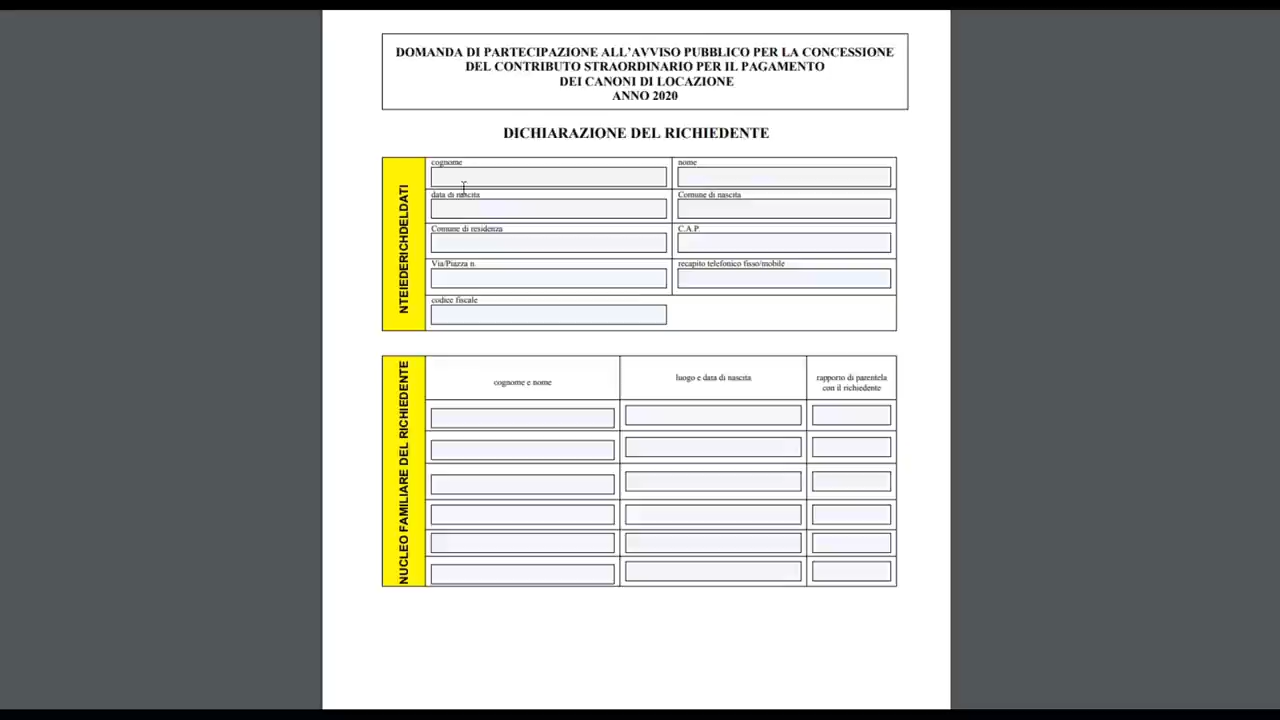 DOMANDA DI PARTECIPAZIONE ALL'AVVISO PUBBLICO PER LA CONCESSIONE
DEL CONTRIBUTO STRAORDINARIO PER IL PAGAMENTO
DEI CANONI DI LOCAZIONE
ANNO 2020
DICHIARAZIONE DEL RICHIEDENTE
NTEIEDERICHDELDATI
cognome
nome
data di nascita
Comune di nascita
Comune di residenza
C.A.P.
Via/Piazza n.
recapito telefonico fisso/mobile
codice fiscale
NUCLEO FAMILIARE DEL RICHIEDENTE
cognome e nome
luogo e data di nascita
rapporto di parentela
con il richiedente